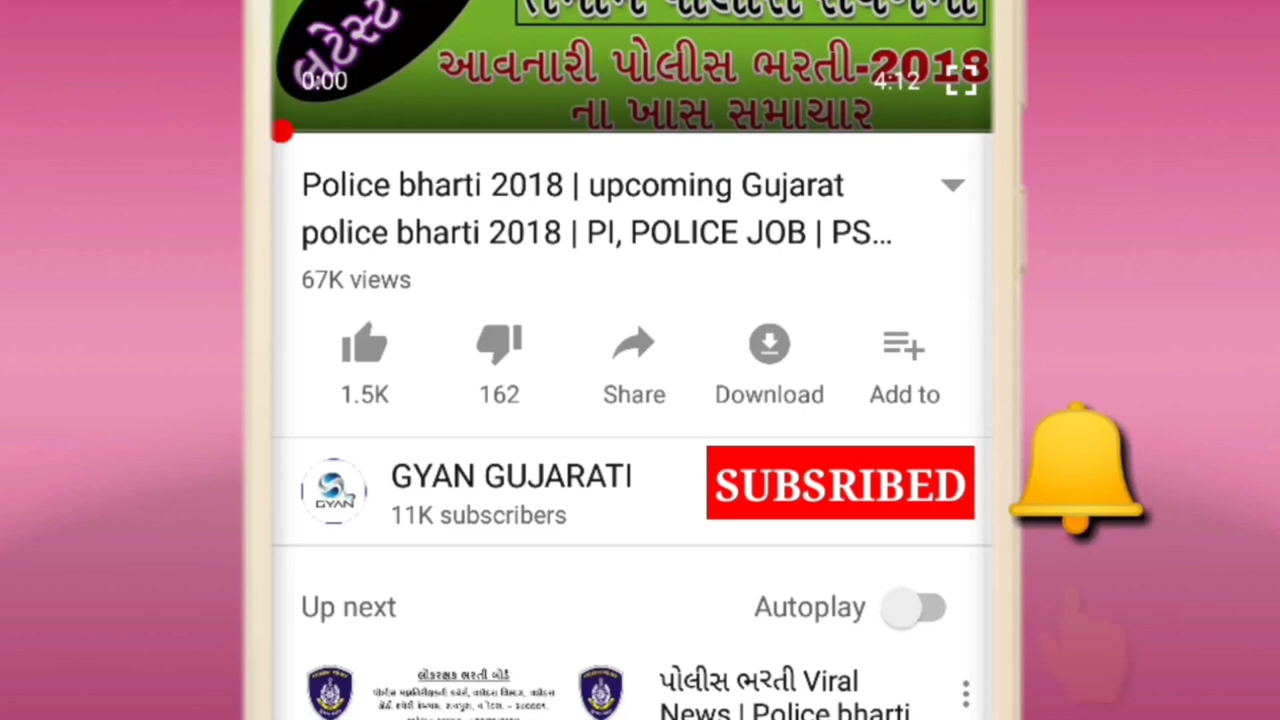 લેટેસ્ટ
આવનારી પોલીસ ભરતી-2018
0:00
4:12
ના ખાસ સમાચાર
Police bharti 2018 | upcoming Gujarat
police bharti 2018 | PI, POLICE JOB | PS...
67K views
1.5K
162
Share
Download
Add to
GYAN GUJARATI
SUBSRIBED
GYAN
11K subscribers
Up next
Autoplay
લોકરક્ષક ભરતી બોર્ડ
પોલીસ ભરતી Viral
News | Police bharti